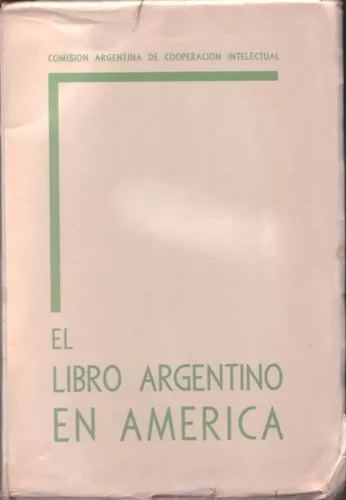 COMISION ARGENTINA DE COOPERACION INTELECTUAL
EL
LIBRO ARGENTINO
EN AMERICA